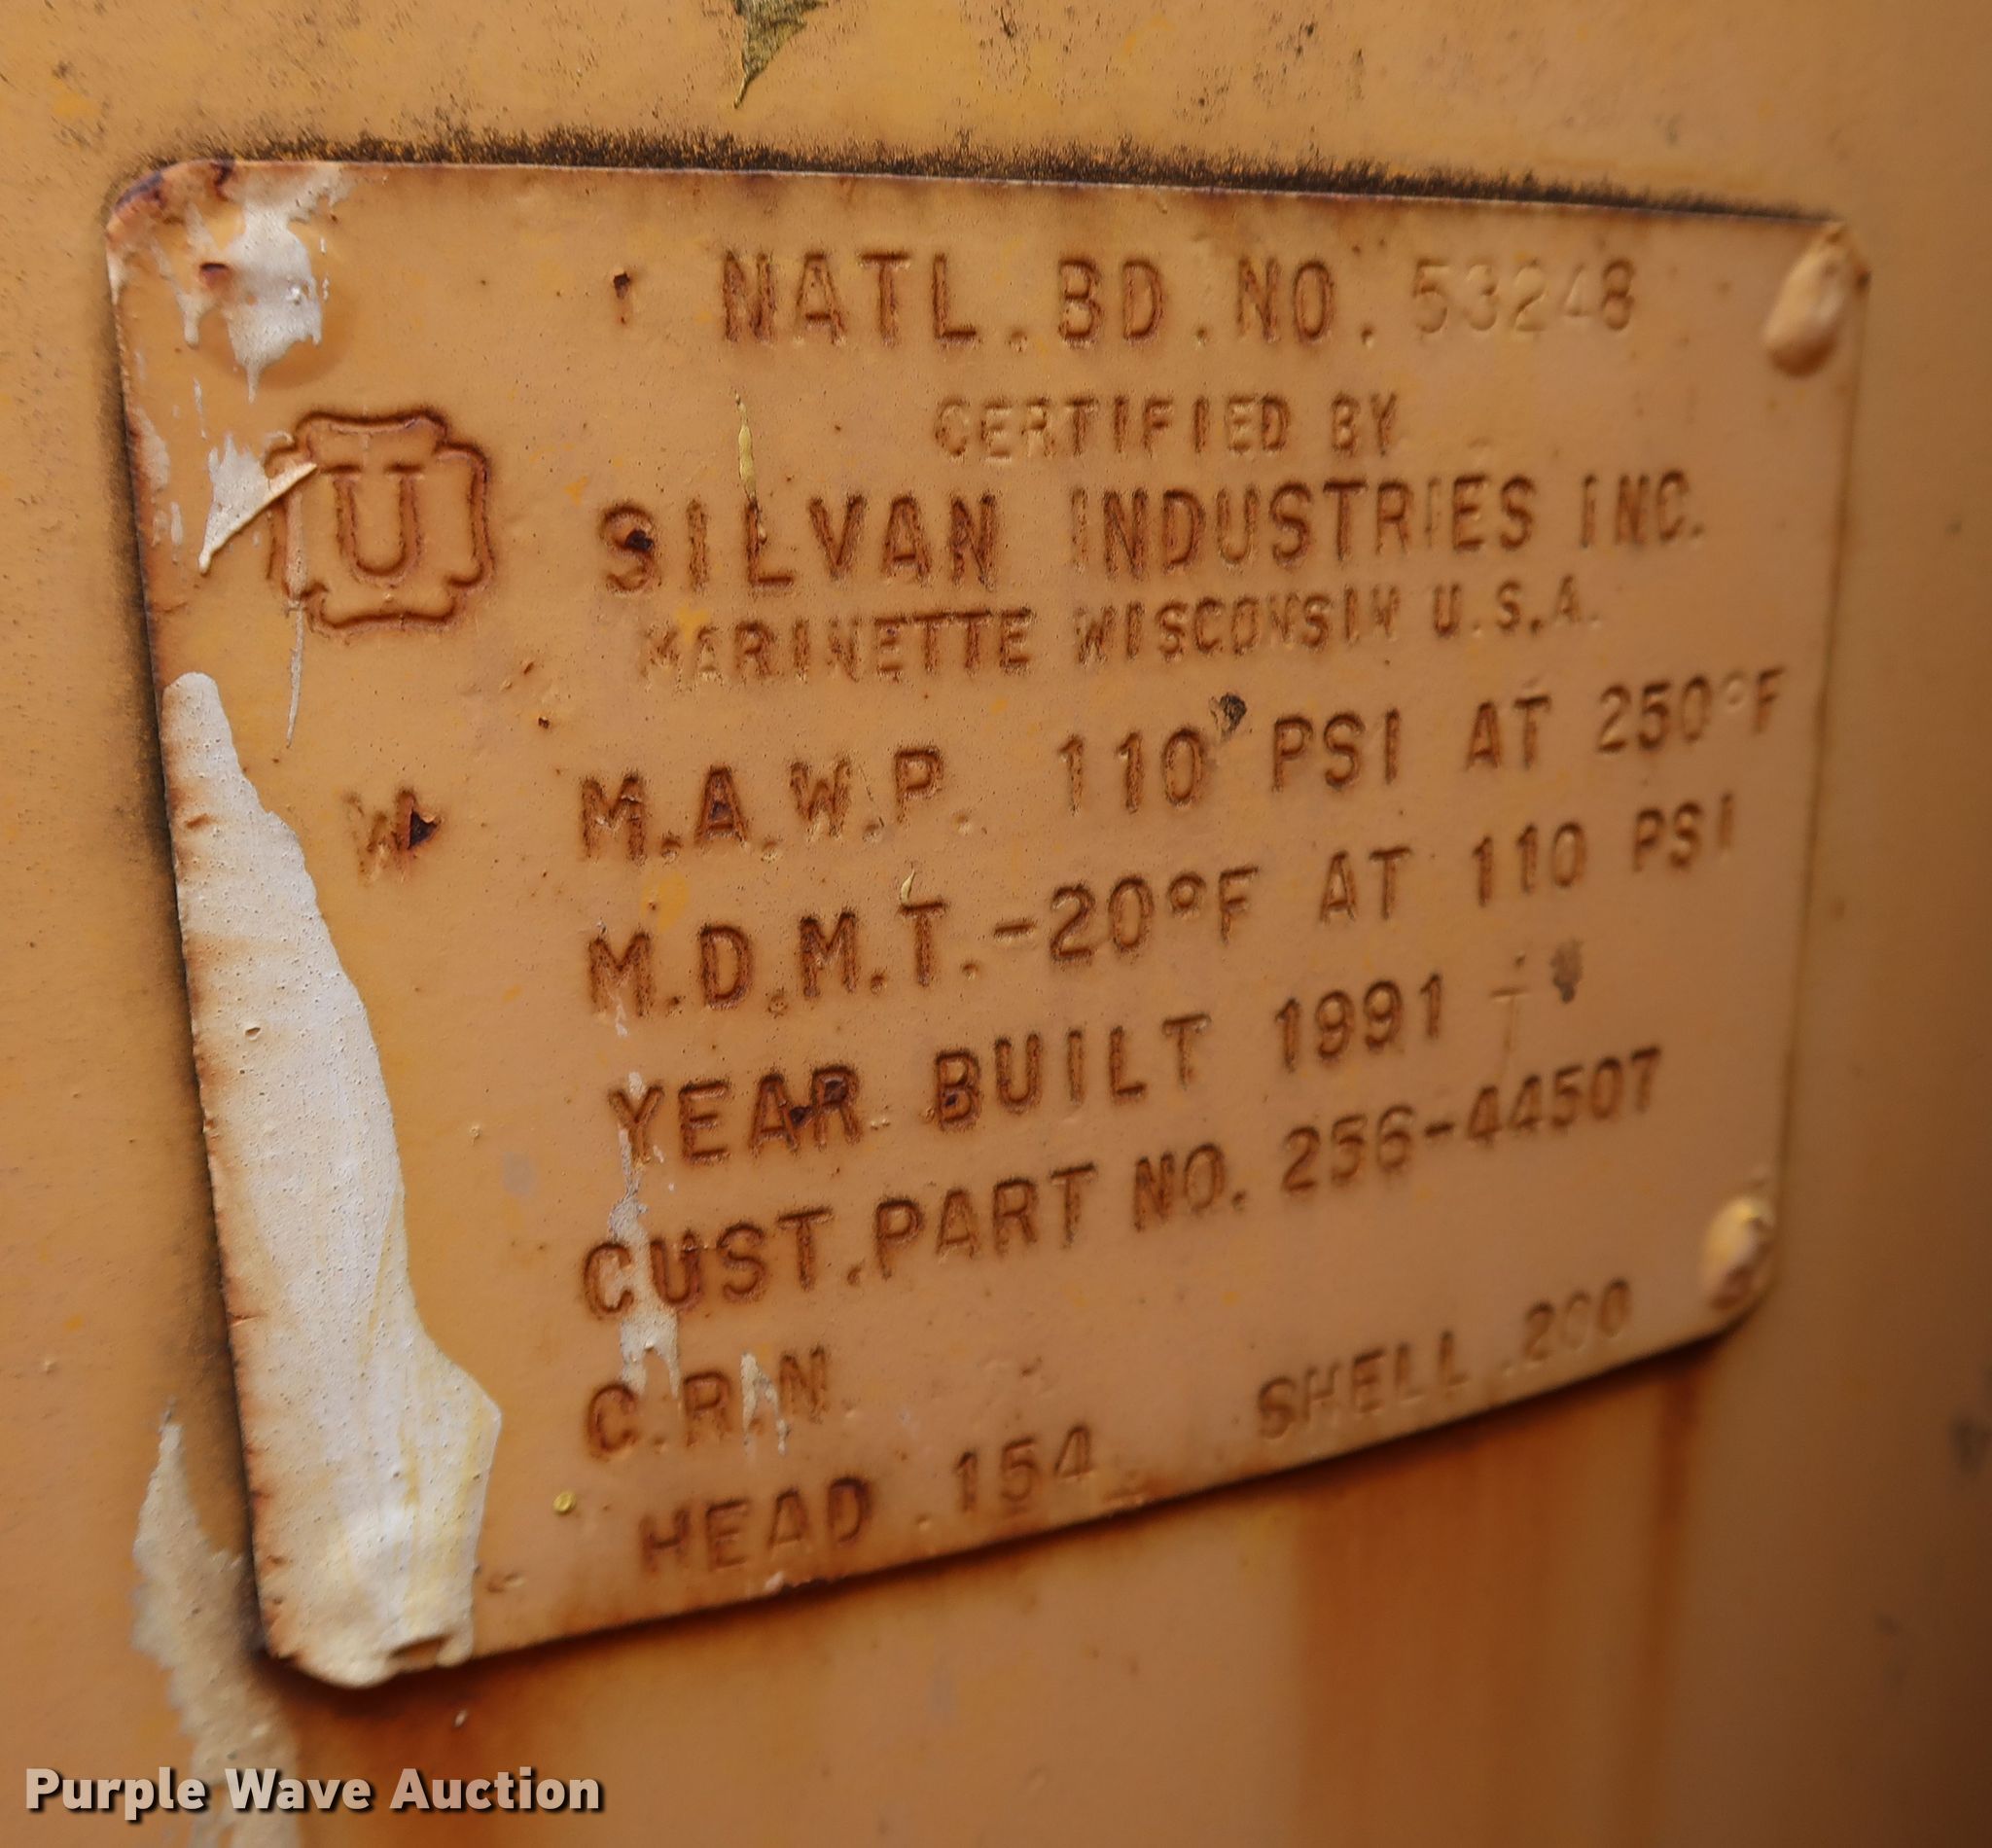 NATL.BD.NO. 53248
CERTIFIED BY
U
SILVAN INDUSTRIES INC.
MARINETTE WISCONSIN U.S.A.
W M.A.W.P. 110 PSI AT 250°F
M.D.M.T.-20°F AT 110 PSI
YEAR BUILT 1991
CUST.PART NO. 256-44507
C.R.N.
HEAD .154 SHELL .200
Purple Wave Auction